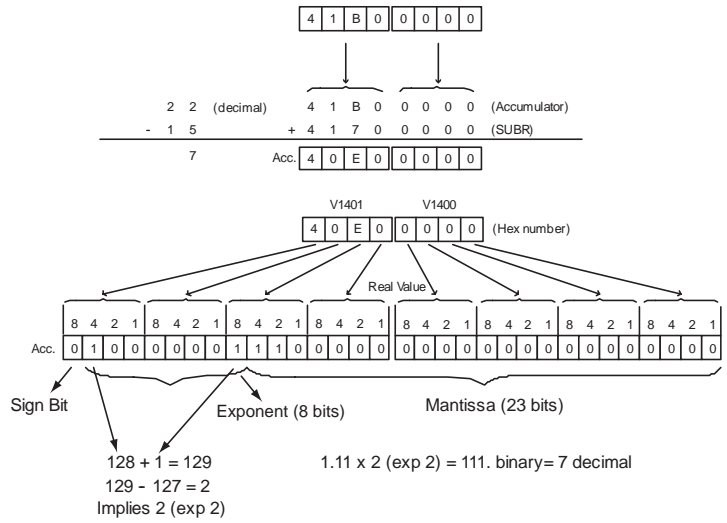 4 1 B 0 0 0 0 0
2 2 (decimal) 4 1 B 0 0 0 0 0 (Accumulator)
- 1 5 + 4 1 7 0 0 0 0 0 (SUBR)
7 Acc. 4 0 E 0 0 0 0 0
V1401 V1400
4 0 E 0 0 0 0 0 (Hex number)
Real Value
8 4 2 1 8 4 2 1 8 4 2 1 8 4 2 1 8 4 2 1 8 4 2 1 8 4 2 1 8 4 2 1
Acc. 0 1 0 0 0 0 0 0 1 1 1 0 0 0 0 0 0 0 0 0 0 0 0 0 0 0 0 0 0 0 0 0
Sign Bit
Exponent (8 bits)
Mantissa (23 bits)
128 + 1 = 129
129 - 127 = 2
Implies 2 (exp 2)
1.11 x 2 (exp 2) = 111. binary= 7 decimal